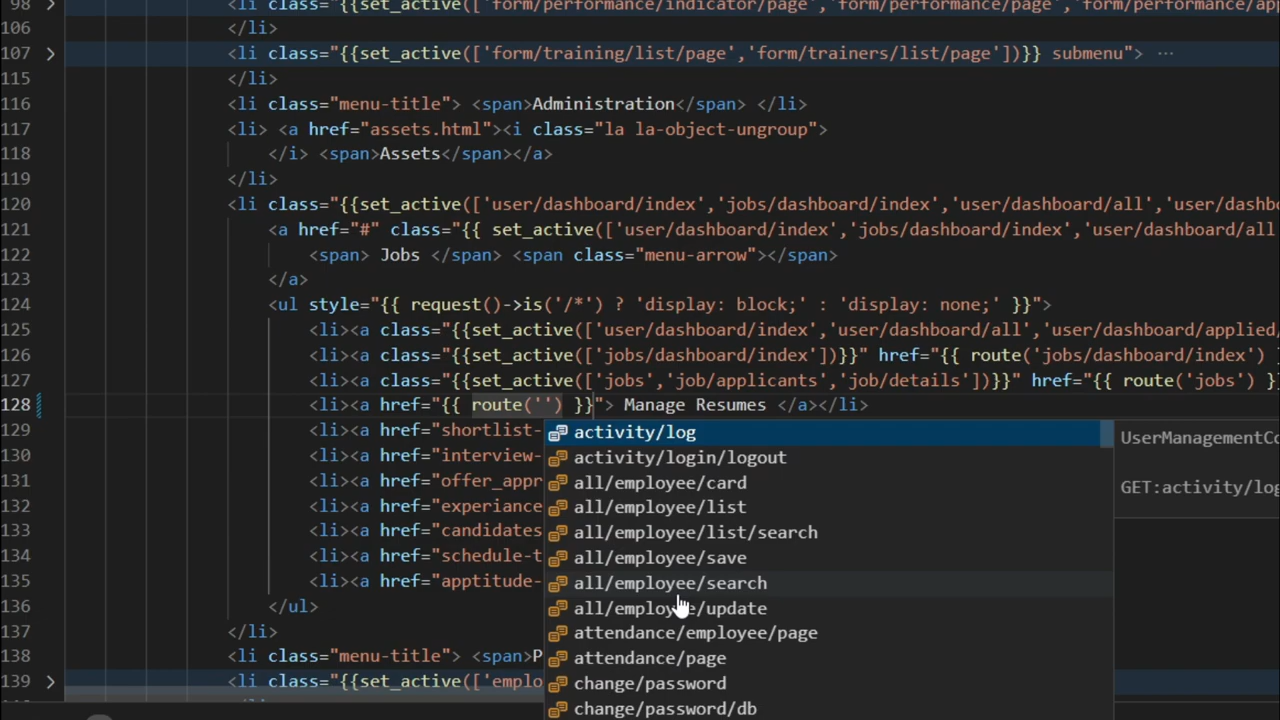 98 > <li class="{{set_active(['form/performance/indicator/page','form/performance/page','form/performance/ap
106 </li>
107 > <li class="{{set_active(['form/training/list/page','form/trainers/list/page'])}} submenu"> ⋯
115 </li>
116 <li class="menu-title"> <span>Administration</span> </li>
117 <li> <a href="assets.html"><i class="la la-object-ungroup">
118 </i> <span>Assets</span></a>
119 </li>
120 <li class="{{set_active(['user/dashboard/index','jobs/dashboard/index','user/dashboard/all','user/dashb
121 <a href="#" class="{{ set_active(['user/dashboard/index','jobs/dashboard/index','user/dashboard/all
122 <span> Jobs </span> <span class="menu-arrow"></span>
123 </a>
124 <ul style="{{ request()->is('/*') ? 'display: block;' : 'display: none;' }}">
125 <li><a class="{{set_active(['user/dashboard/index','user/dashboard/all','user/dashboard/applied/
126 <li><a class="{{set_active(['jobs/dashboard/index'])}}" href="{{ route('jobs/dashboard/index') }
127 <li><a class="{{set_active(['jobs','job/applicants','job/details'])}}" href="{{ route('jobs') }}
128 <li><a href="{{ route('') }}"> Manage Resumes </a></li>
activity/log UserManagementCo
129 <li><a href="shortlist-
activity/login/logout
130 <li><a href="interview-
all/employee/card GET:activity/log
131 <li><a href="offer_appr
all/employee/list
132 <li><a href="experiance
all/employee/list/search
133 <li><a href="candidates
all/employee/save
134 <li><a href="schedule-t
all/employee/search
135 <li><a href="apptitude-
all/employee/update
136 </ul>
attendance/employee/page
137 </li>
attendance/page
138 <li class="menu-title"> <span>P
change/password
139 > <li class="{{set_active(['emplo
change/password/db